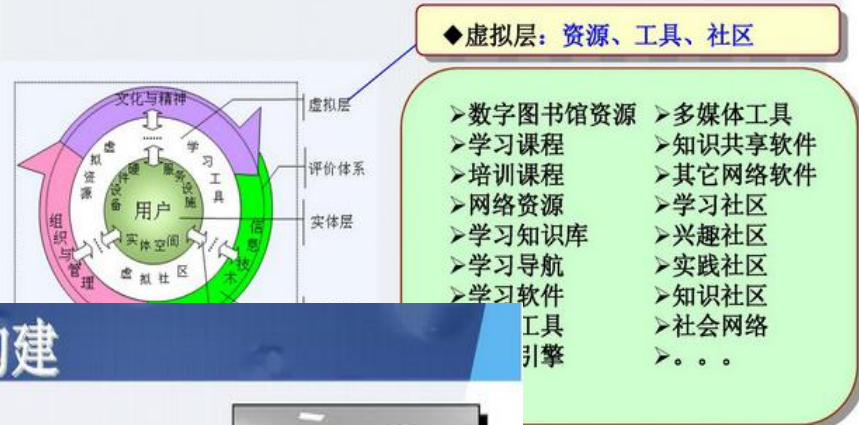 ◆虚拟层：资源、工具、社区
文化与精神
虚拟层
评价体系
实体层
组织与管理
信息技术
虚拟资源
学习工具
虚拟社区
硬件设备
服务设施
实体空间
用户
......
......
......
➢数字图书馆资源
➢学习课程
➢培训课程
➢网络资源
➢学习知识库
➢学习导航
➢学习软件
工具
引擎
➢多媒体工具
➢知识共享软件
➢其它网络软件
➢学习社区
➢兴趣社区
➢实践社区
➢知识社区
➢社会网络
➢。。。
建